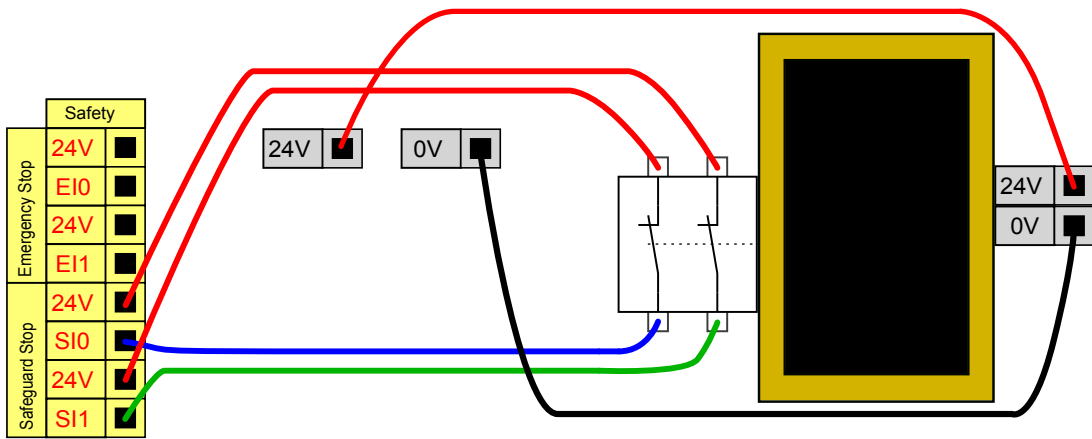 Safety
Emergency Stop
24V
EI0
24V
EI1
Safeguard Stop
24V
SI0
24V
SI1
24V
0V
24V
0V